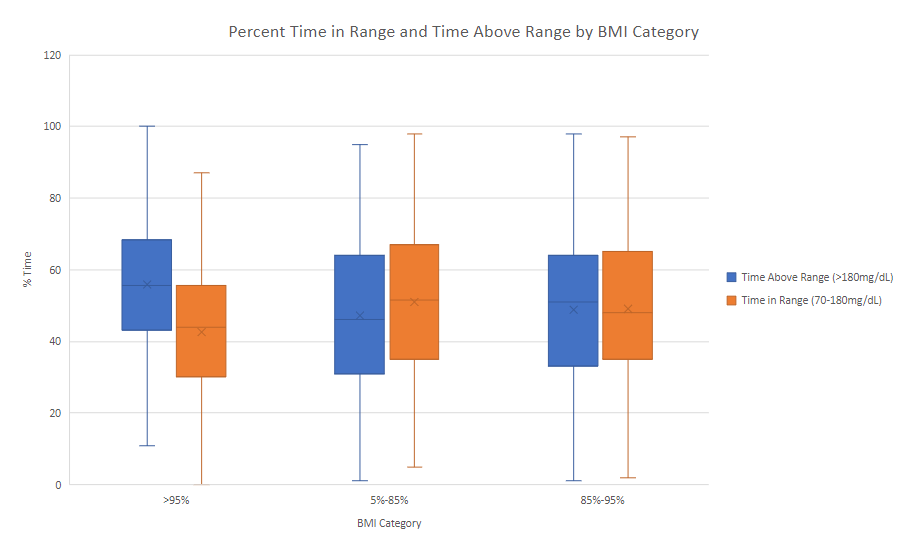 Percent Time in Range and Time Above Range by BMI Category
120
100
80
60
40
20
0
% Time
>95%
5%-85%
85%-95%
BMI Category
Time Above Range (>180mg/dL)
Time in Range (70-180mg/dL)